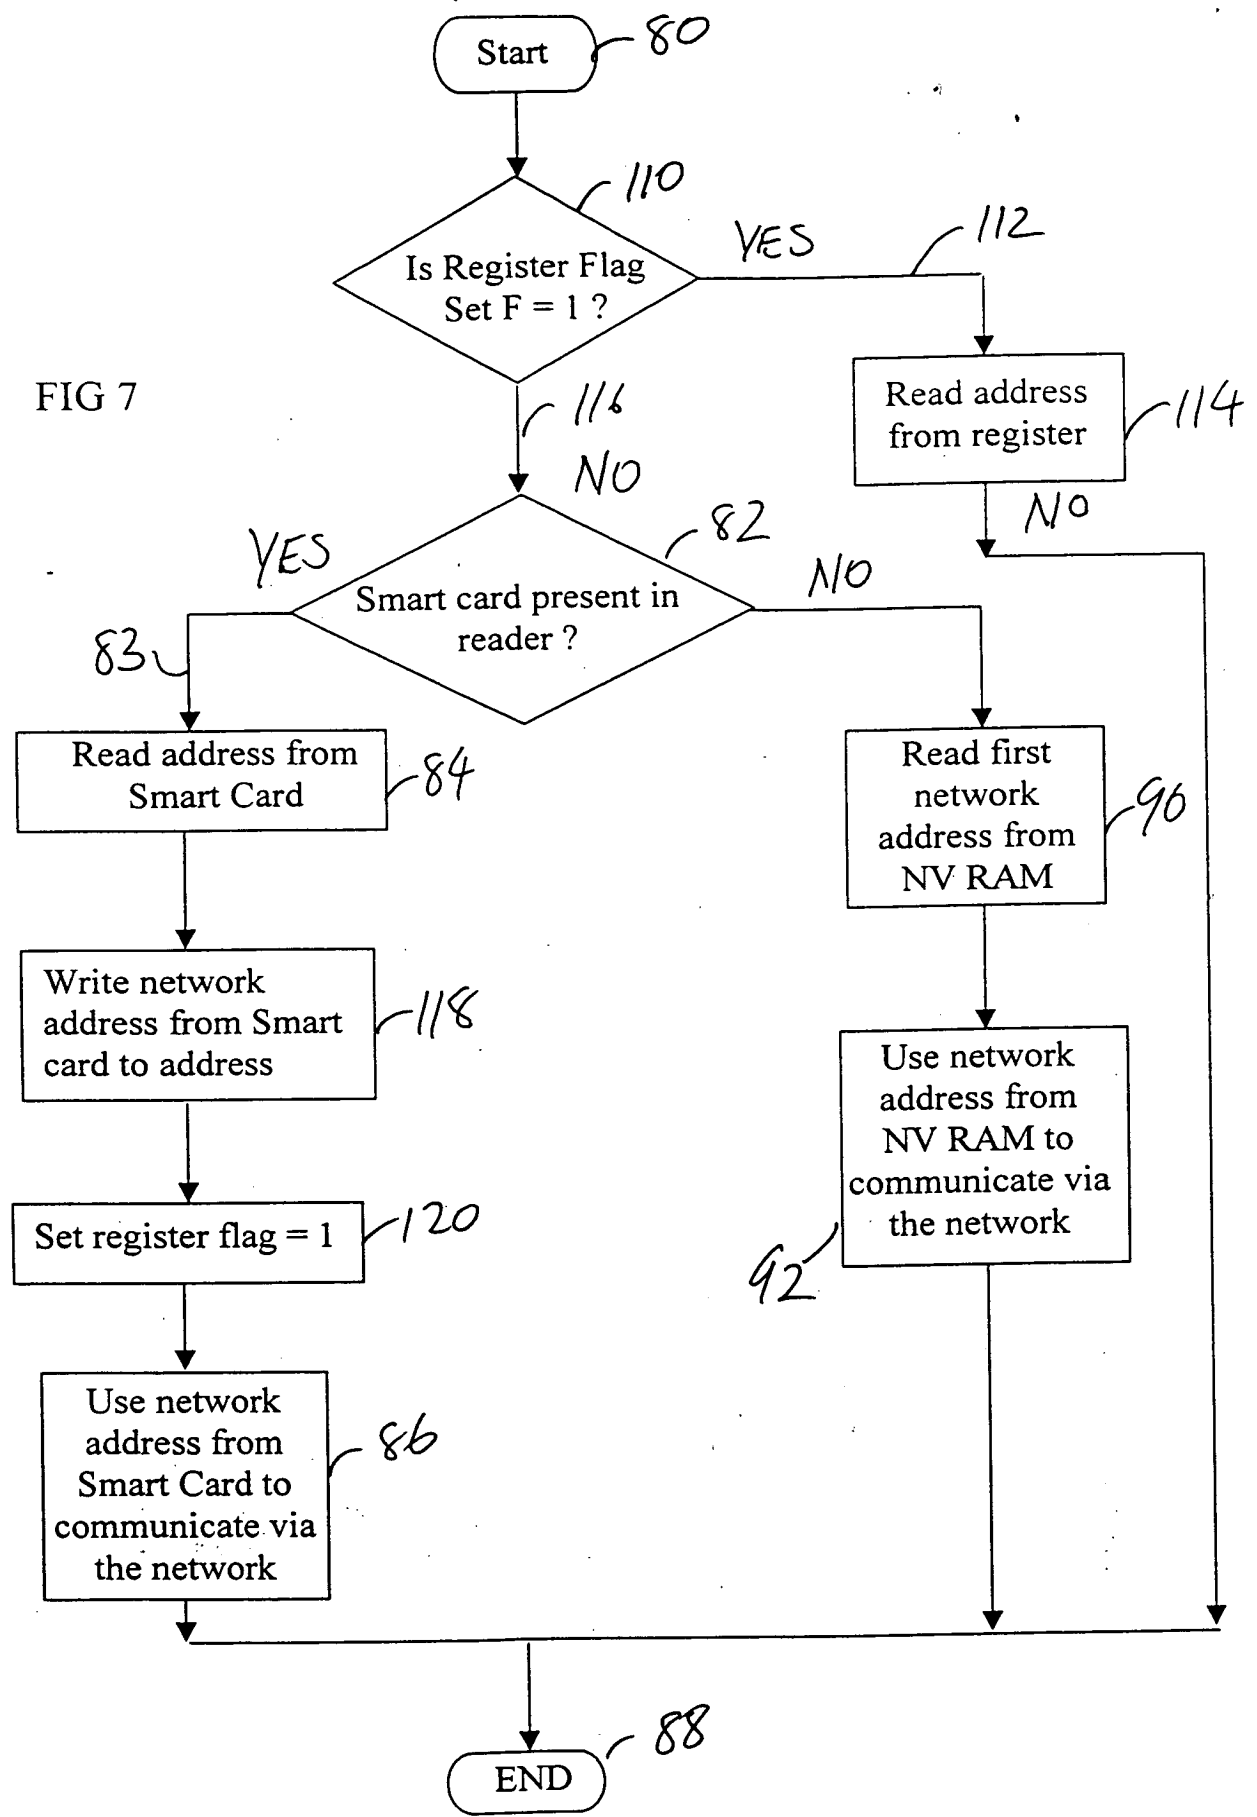 Start
80
110
Is Register Flag
Set F = 1 ?
YES
112
FIG 7
Read address
from register
114
116
NO
NO
82
YES
NO
Smart card present in
reader ?
83
Read address from
Smart Card
84
Read first
network
address from
NV RAM
90
Write network
address from Smart
card to address
118
Use network
address from
NV RAM to
communicate via
the network
92
Set register flag = 1
120
Use network
address from
Smart Card to
communicate via
the network
86
88
END